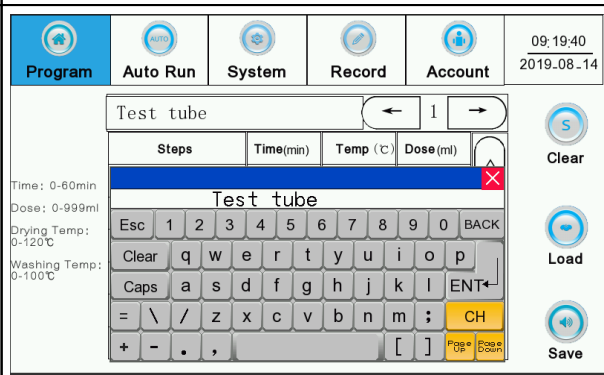 AUTO
Program Auto Run System Record Account
09:19:40
2019-08-14
Test tube ← 1 →
Steps Time(min) Temp (℃) Dose(ml)
S
Clear
Time: 0-60min
Dose: 0-999ml
Drying Temp:
0-120℃
Washing Temp:
0-100℃
Test tube
Esc 1 2 3 4 5 6 7 8 9 0 BACK
Clear q w e r t y u i o p
Caps a s d f g h j k l ENT
= \ / z x c v b n m ; CH
+ - . , [ ] Page Up Page Down
Load
Save